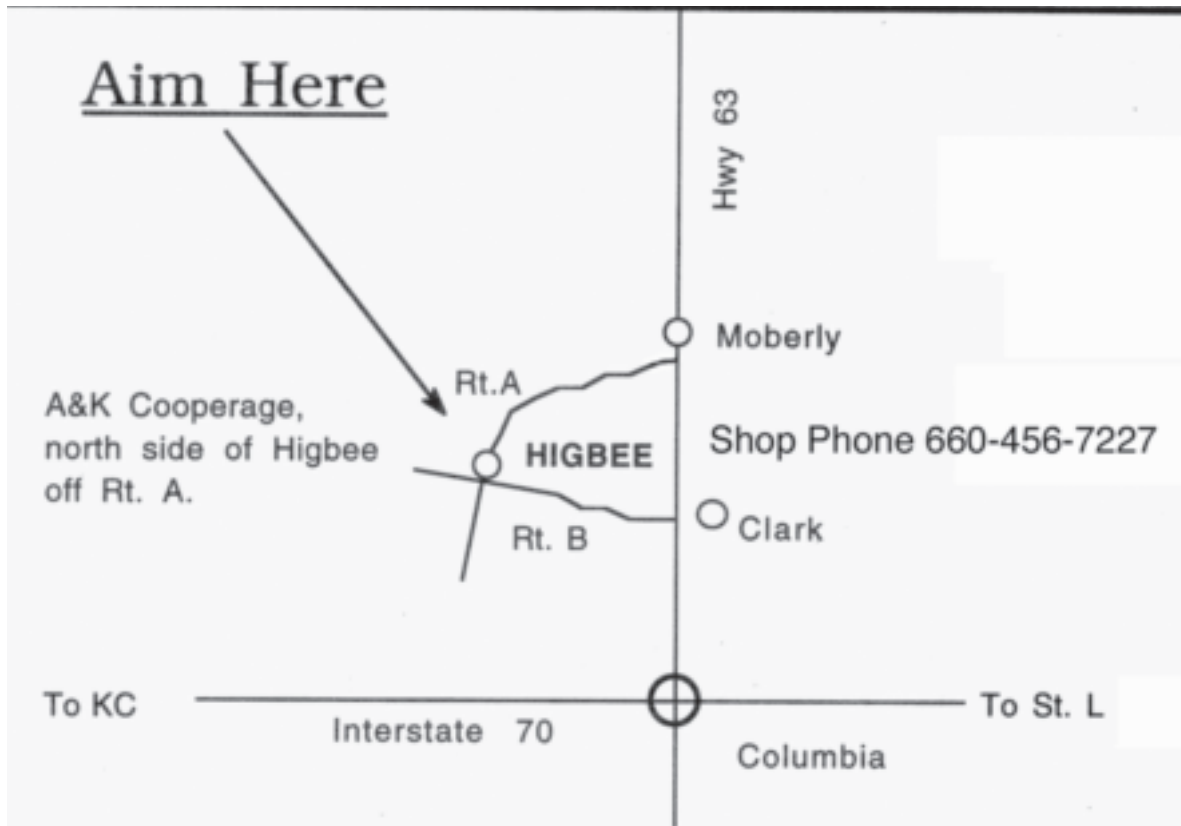 Aim Here
Hwy 63
Moberly
Rt.A
A&K Cooperage,
north side of Higbee
off Rt. A.
HIGBEE
Shop Phone 660-456-7227
Clark
Rt. B
To KC
Interstate 70
To St. L
Columbia